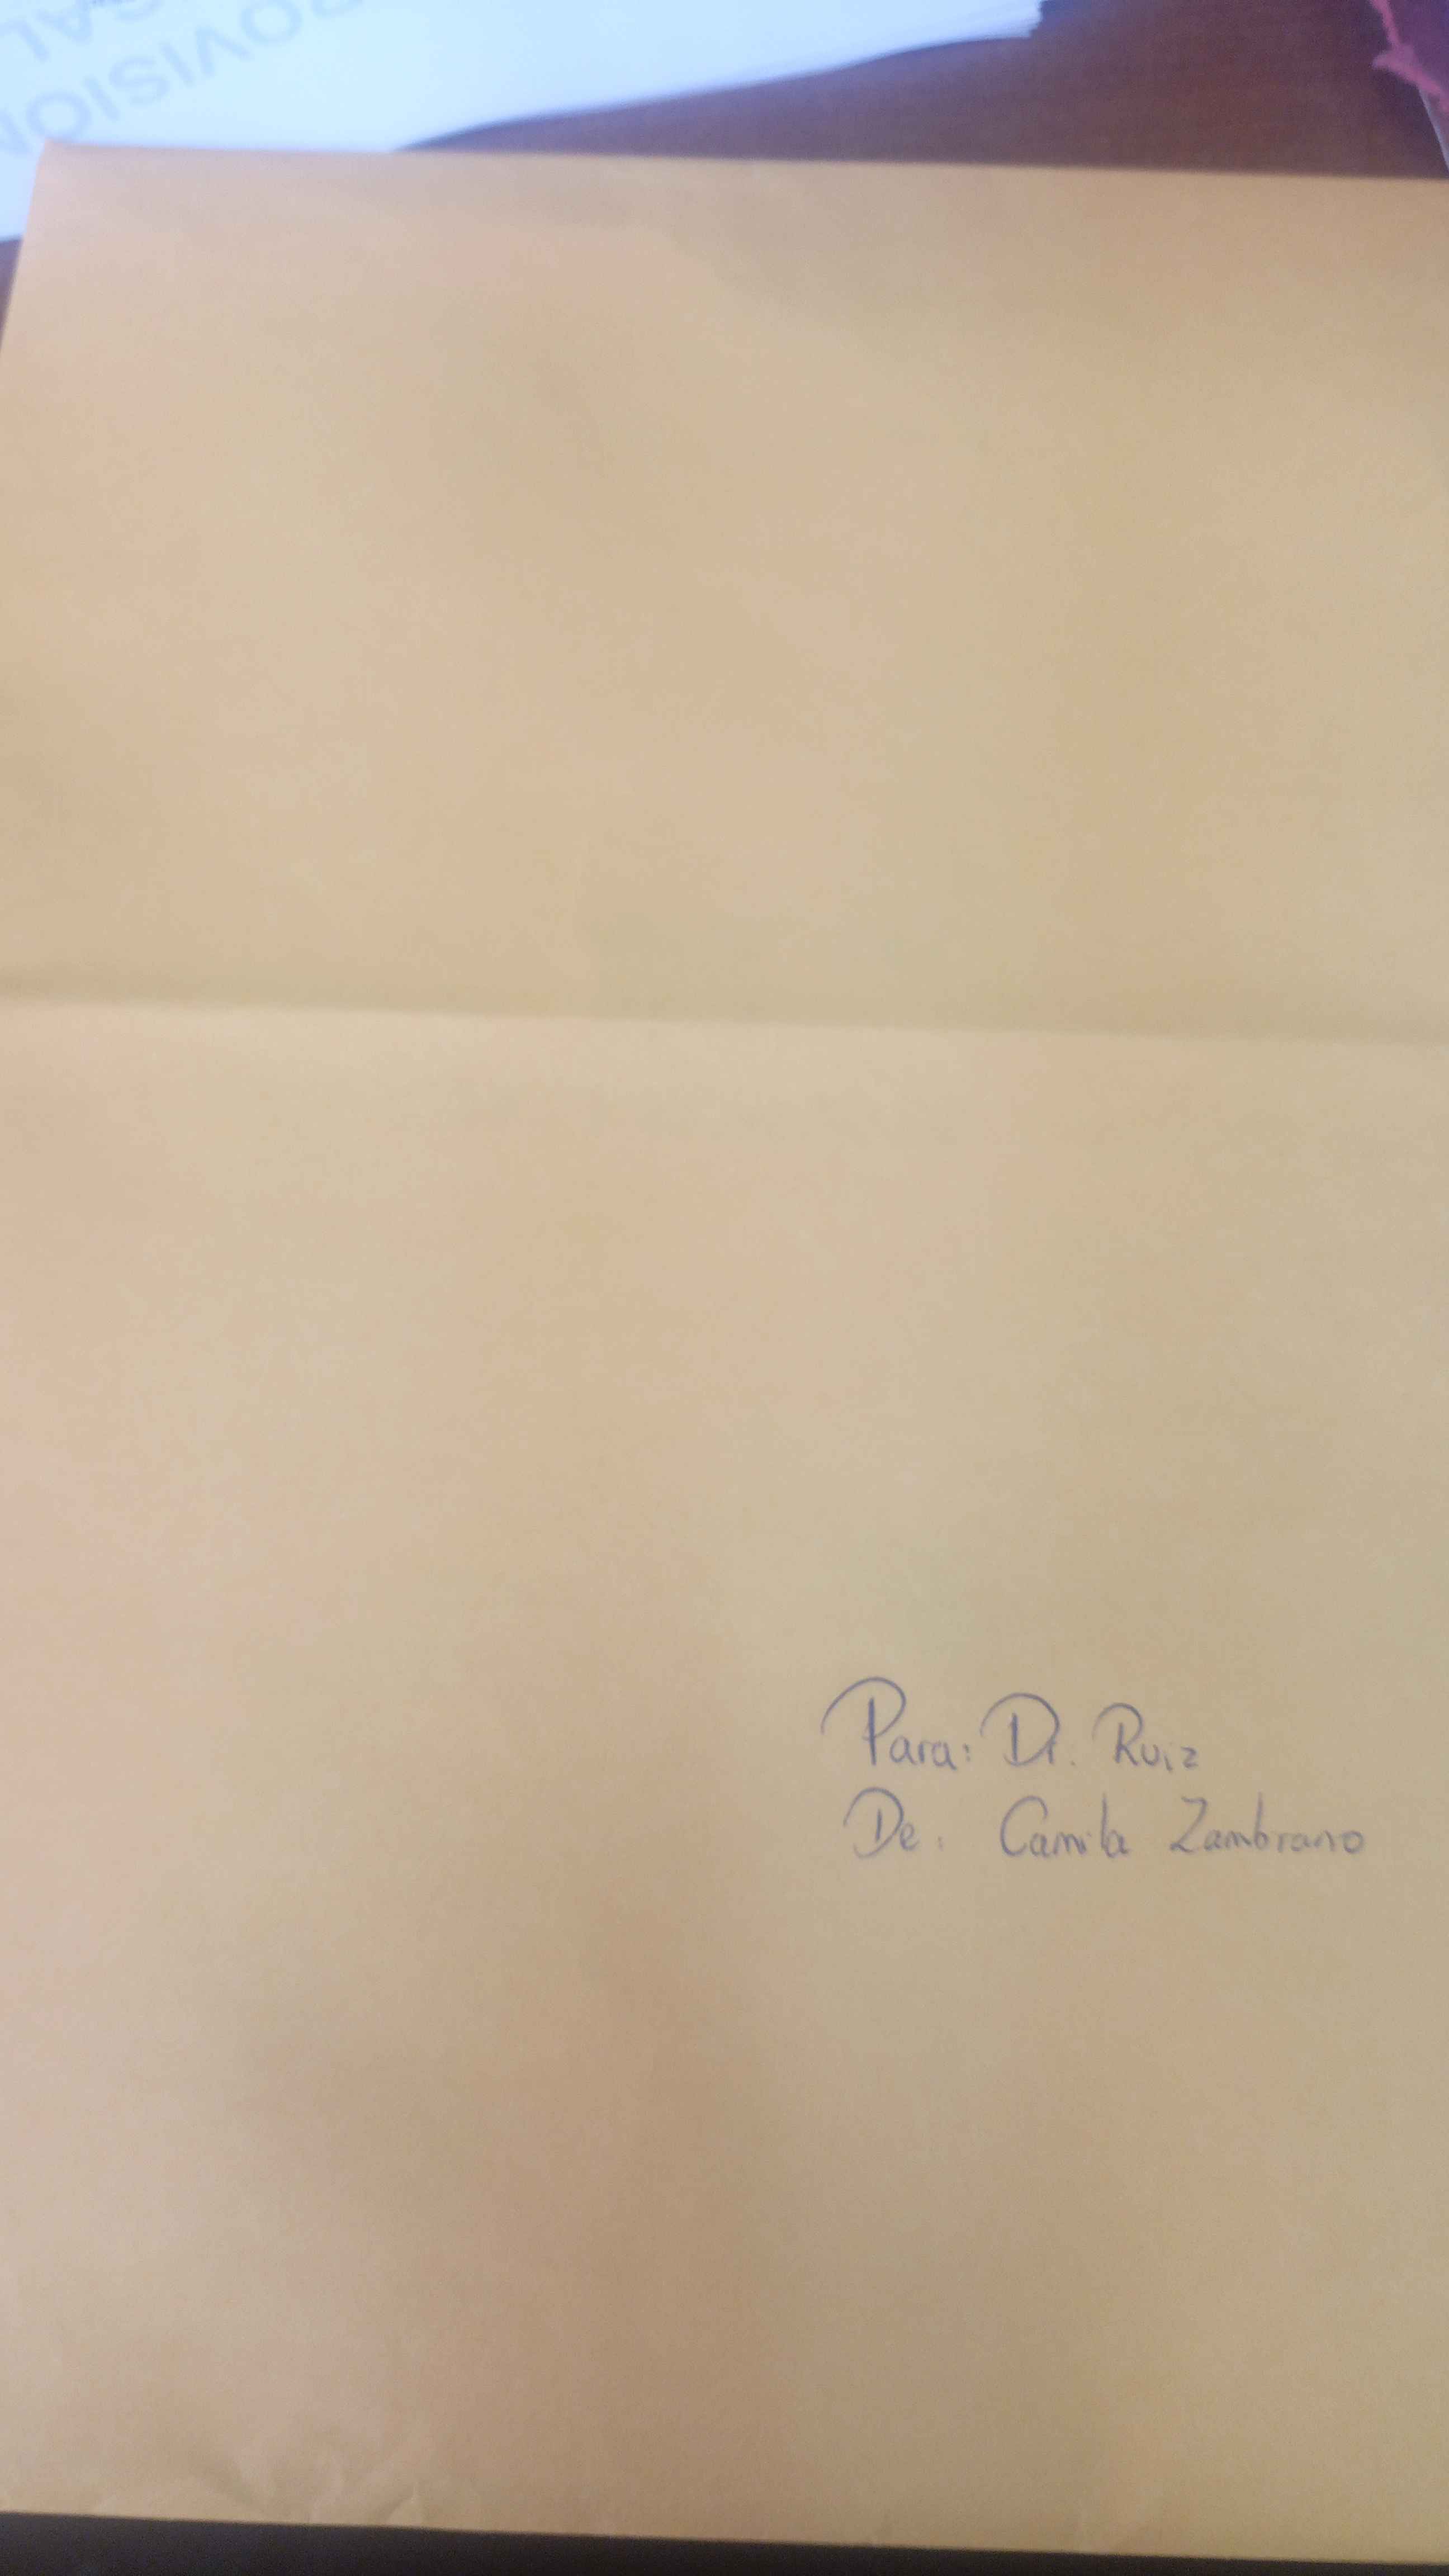 Para: Dr. Ruiz
De: Camila Zambrano